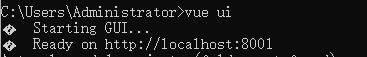 C:\Users\Administrator>vue ui
� Starting GUI...
� Ready on http://localhost:8001